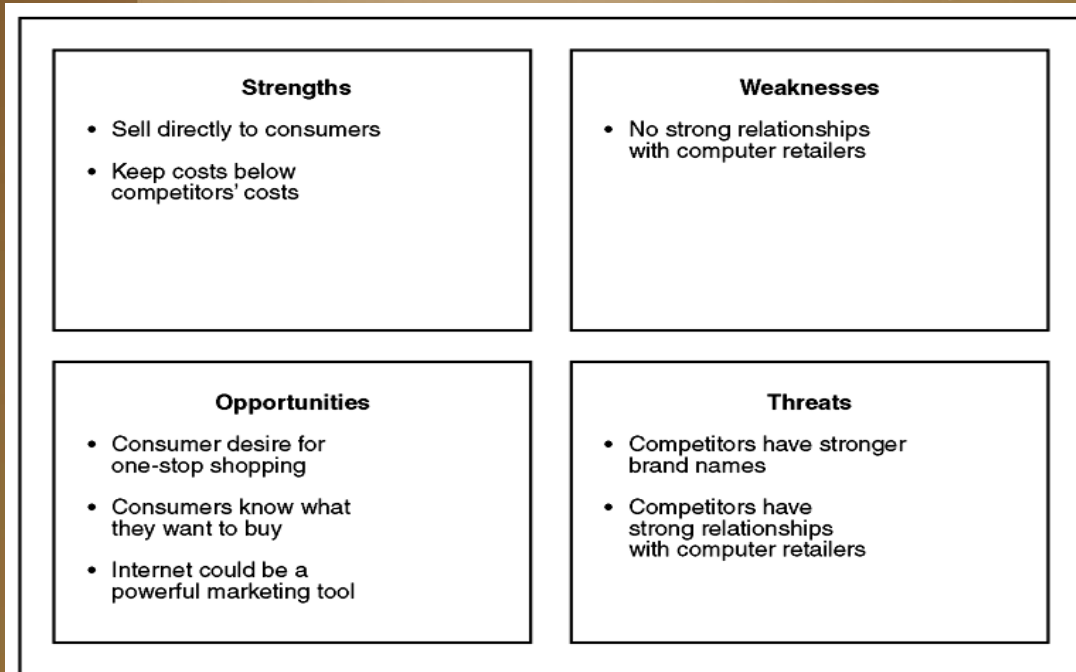 Strengths
• Sell directly to consumers
• Keep costs below
competitors' costs
Weaknesses
• No strong relationships
with computer retailers
Opportunities
• Consumer desire for
one-stop shopping
• Consumers know what
they want to buy
• Internet could be a
powerful marketing tool
Threats
• Competitors have stronger
brand names
• Competitors have
strong relationships
with computer retailers